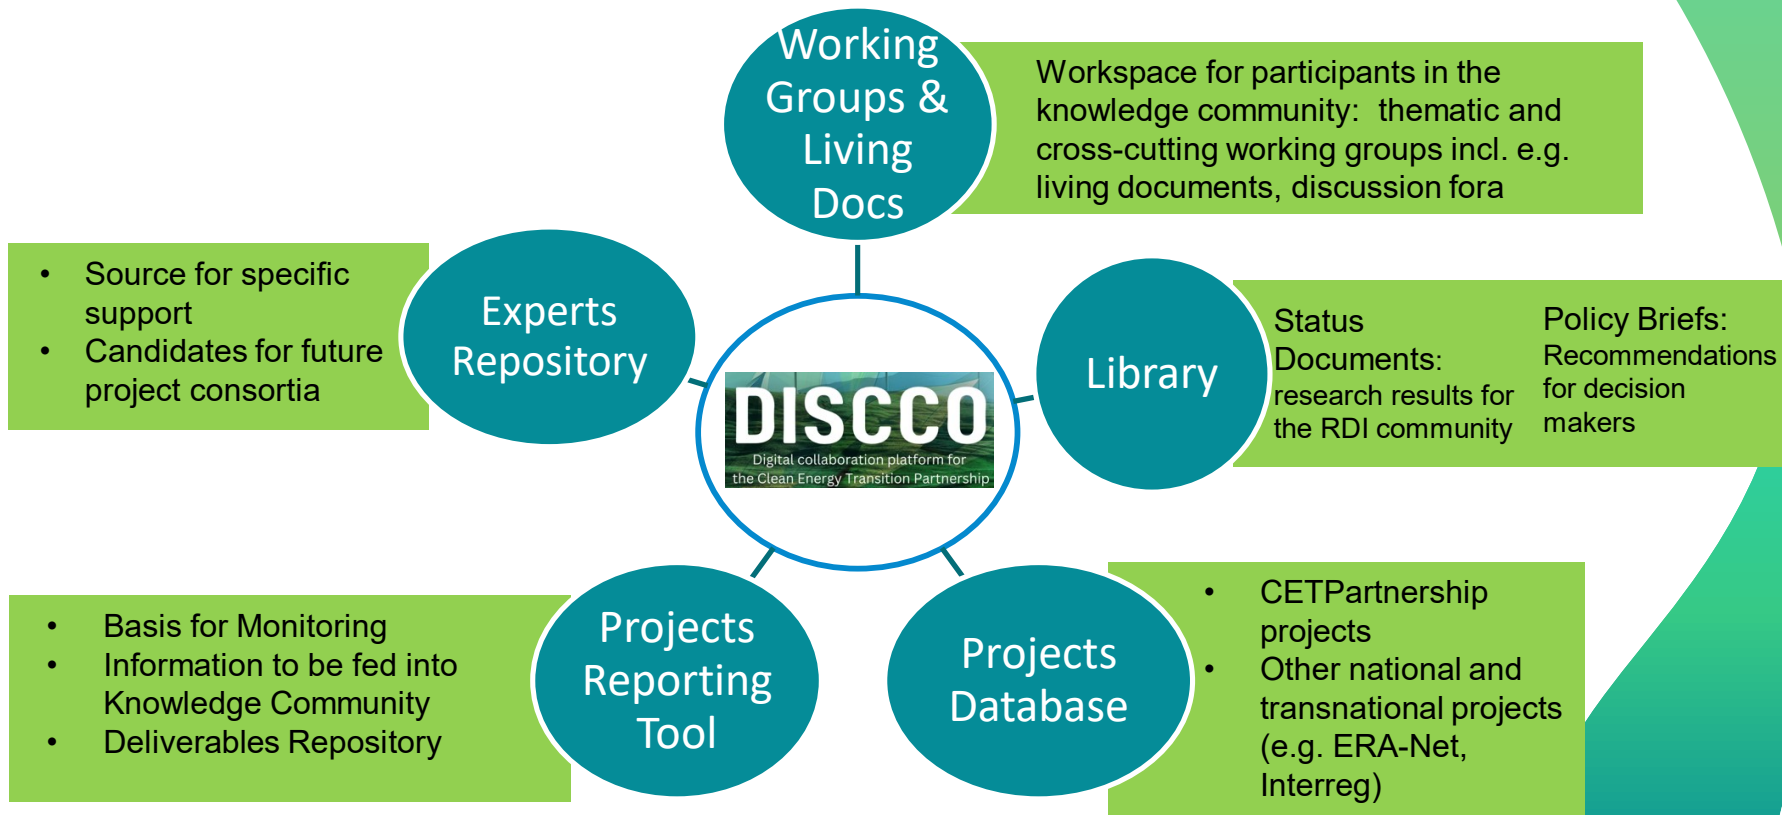 Working
Groups &
Living
Docs
Workspace for participants in the
knowledge community:  thematic and
cross-cutting working groups incl. e.g.
living documents, discussion fora
• Source for specific
support
• Candidates for future
project consortia
Experts
Repository
DISCCO
Digital collaboration platform for
the Clean Energy Transition Partnership
Library
Status
Documents:
research results for
the RDI community
Policy Briefs:
Recommendations
for decision
makers
• Basis for Monitoring
• Information to be fed into
Knowledge Community
• Deliverables Repository
Projects
Reporting
Tool
Projects
Database
• CETPartnership
projects
• Other national and
transnational projects
(e.g. ERA-Net,
Interreg)